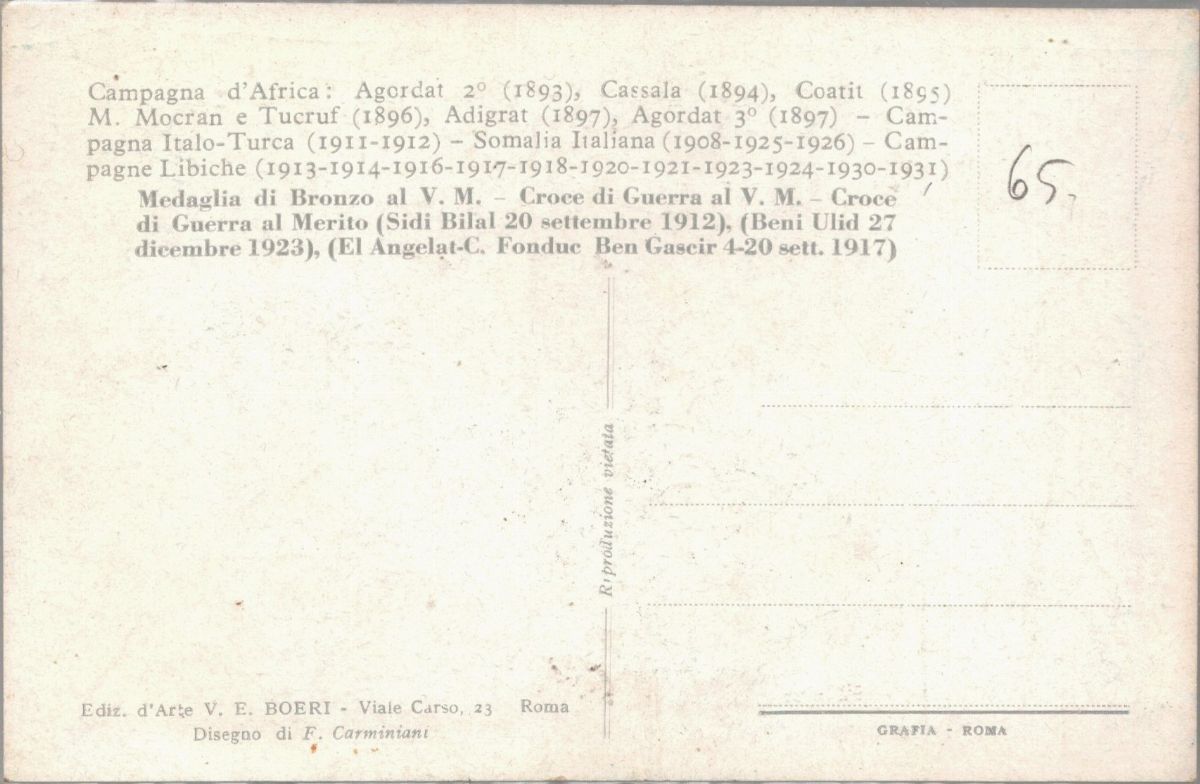 Campagna d'Africa: Agordat 2º (1893), Cassala (1894), Coatit (1895)
M. Mocran e Tucruf (1896), Adigrat (1897), Agordat 3º (1897) – Cam-
pagna Italo-Turca (1911-1912) – Somalia Italiana (1908-1925-1926) – Cam-
pagne Libiche (1913-1914-1916-1917-1918-1920-1921-1923-1924-1930-1931)
Medaglia di Bronzo al V. M. – Croce di Guerra al V. M. – Croce
di Guerra al Merito (Sidi Bilal 20 settembre 1912), (Beni Ulid 27
dicembre 1923), (El Angelat-C. Fonduc Ben Gascir 4-20 sett. 1917)
65,
Riproduzione vietata
Ediz. d'Arte V. E. BOERI - Viale Carso, 23 Roma
Disegno di F. Carminiani
GRAFIA - ROMA